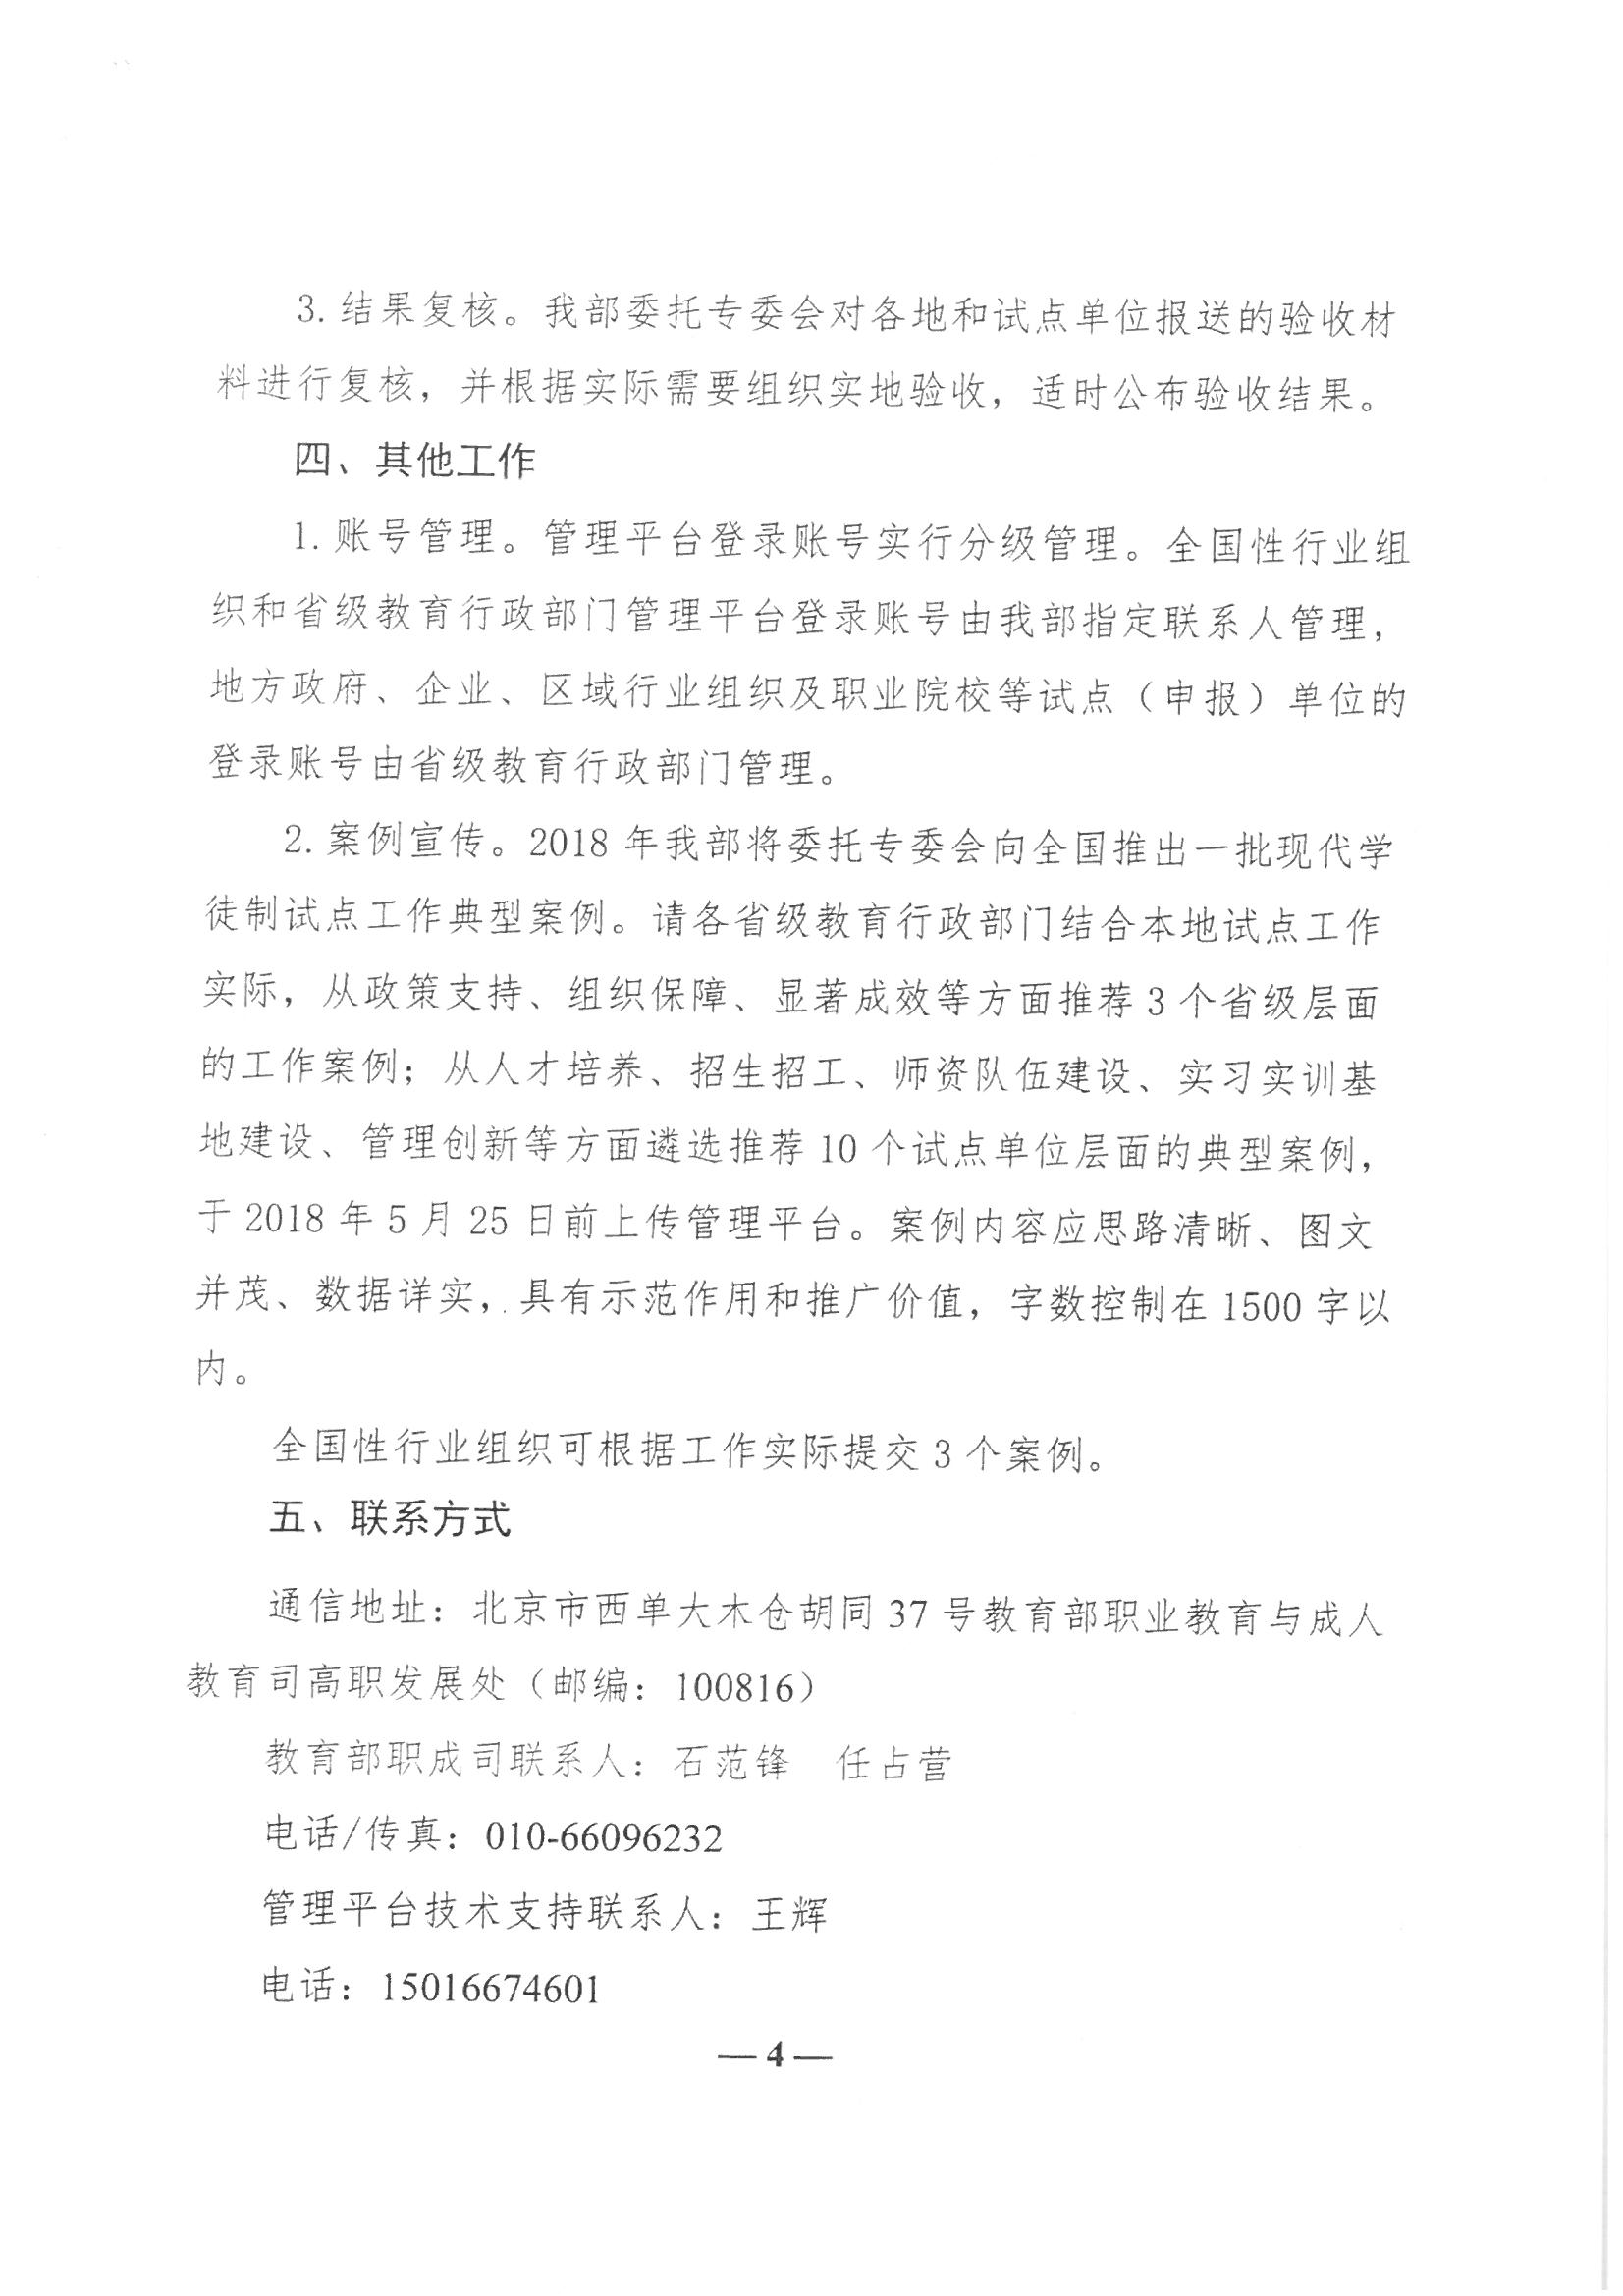 3. 结果复核。我部委托专委会对各地和试点单位报送的验收材
料进行复核，并根据实际需要组织实地验收，适时公布验收结果。
四、其他工作
1. 账号管理。管理平台登录账号实行分级管理。全国性行业组
织和省级教育行政部门管理平台登录账号由我部指定联系人管理，
地方政府、企业、区域行业组织及职业院校等试点（申报）单位的
登录账号由省级教育行政部门管理。
2. 案例宣传。2018 年我部将委托专委会向全国推出一批现代学
徒制试点工作典型案例。请各省级教育行政部门结合本地试点工作
实际，从政策支持、组织保障、显著成效等方面推荐 3 个省级层面
的工作案例；从人才培养、招生招工、师资队伍建设、实习实训基
地建设、管理创新等方面遴选推荐 10 个试点单位层面的典型案例，
于 2018 年 5 月 25 日前上传管理平台。案例内容应思路清晰、图文
并茂、数据详实，具有示范作用和推广价值，字数控制在 1500 字以
内。
全国性行业组织可根据工作实际提交 3 个案例。
五、联系方式
通信地址：北京市西单大木仓胡同 37 号教育部职业教育与成人
教育司高职发展处（邮编：100816）
教育部职成司联系人：石范锋　任占营
电话/传真：010-66096232
管理平台技术支持联系人：王辉
电话：15016674601
— 4 —